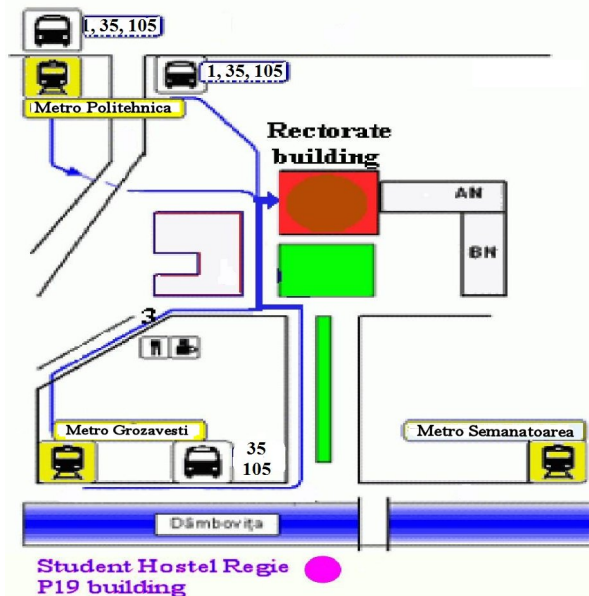 1, 35, 105
1, 35, 105
Metro Politehnica
Rectorate
building
AN
BN
3
Metro Grozavesti
35
105
Metro Semanatoarea
Dâmbovița
Student Hostel Regie
P19 building